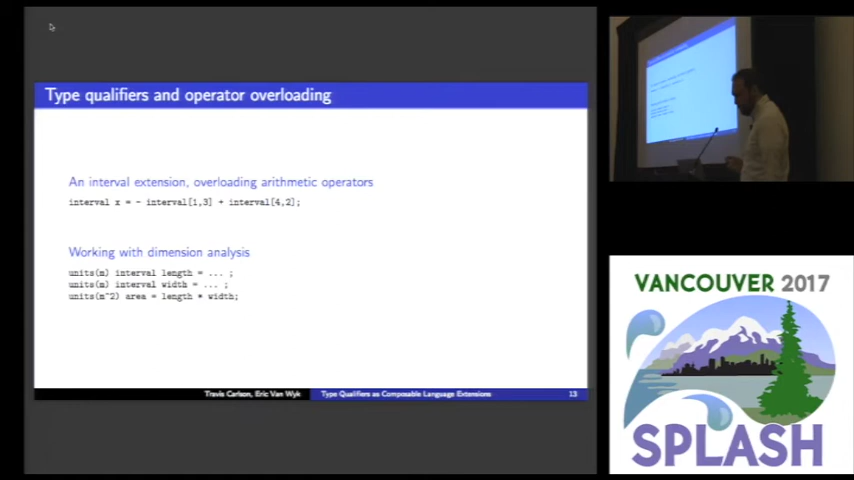 Type qualifiers and operator overloading
An interval extension, overloading arithmetic operators
interval x = - interval[1,3] + interval[4,2];
Working with dimension analysis
units(m) interval length = ... ;
units(m) interval width = ... ;
units(m^2) area = length * width;
Travis Carlson, Eric Van Wyk
Type Qualifiers as Composable Language Extensions
13
VANCOUVER 2017
SPLASH